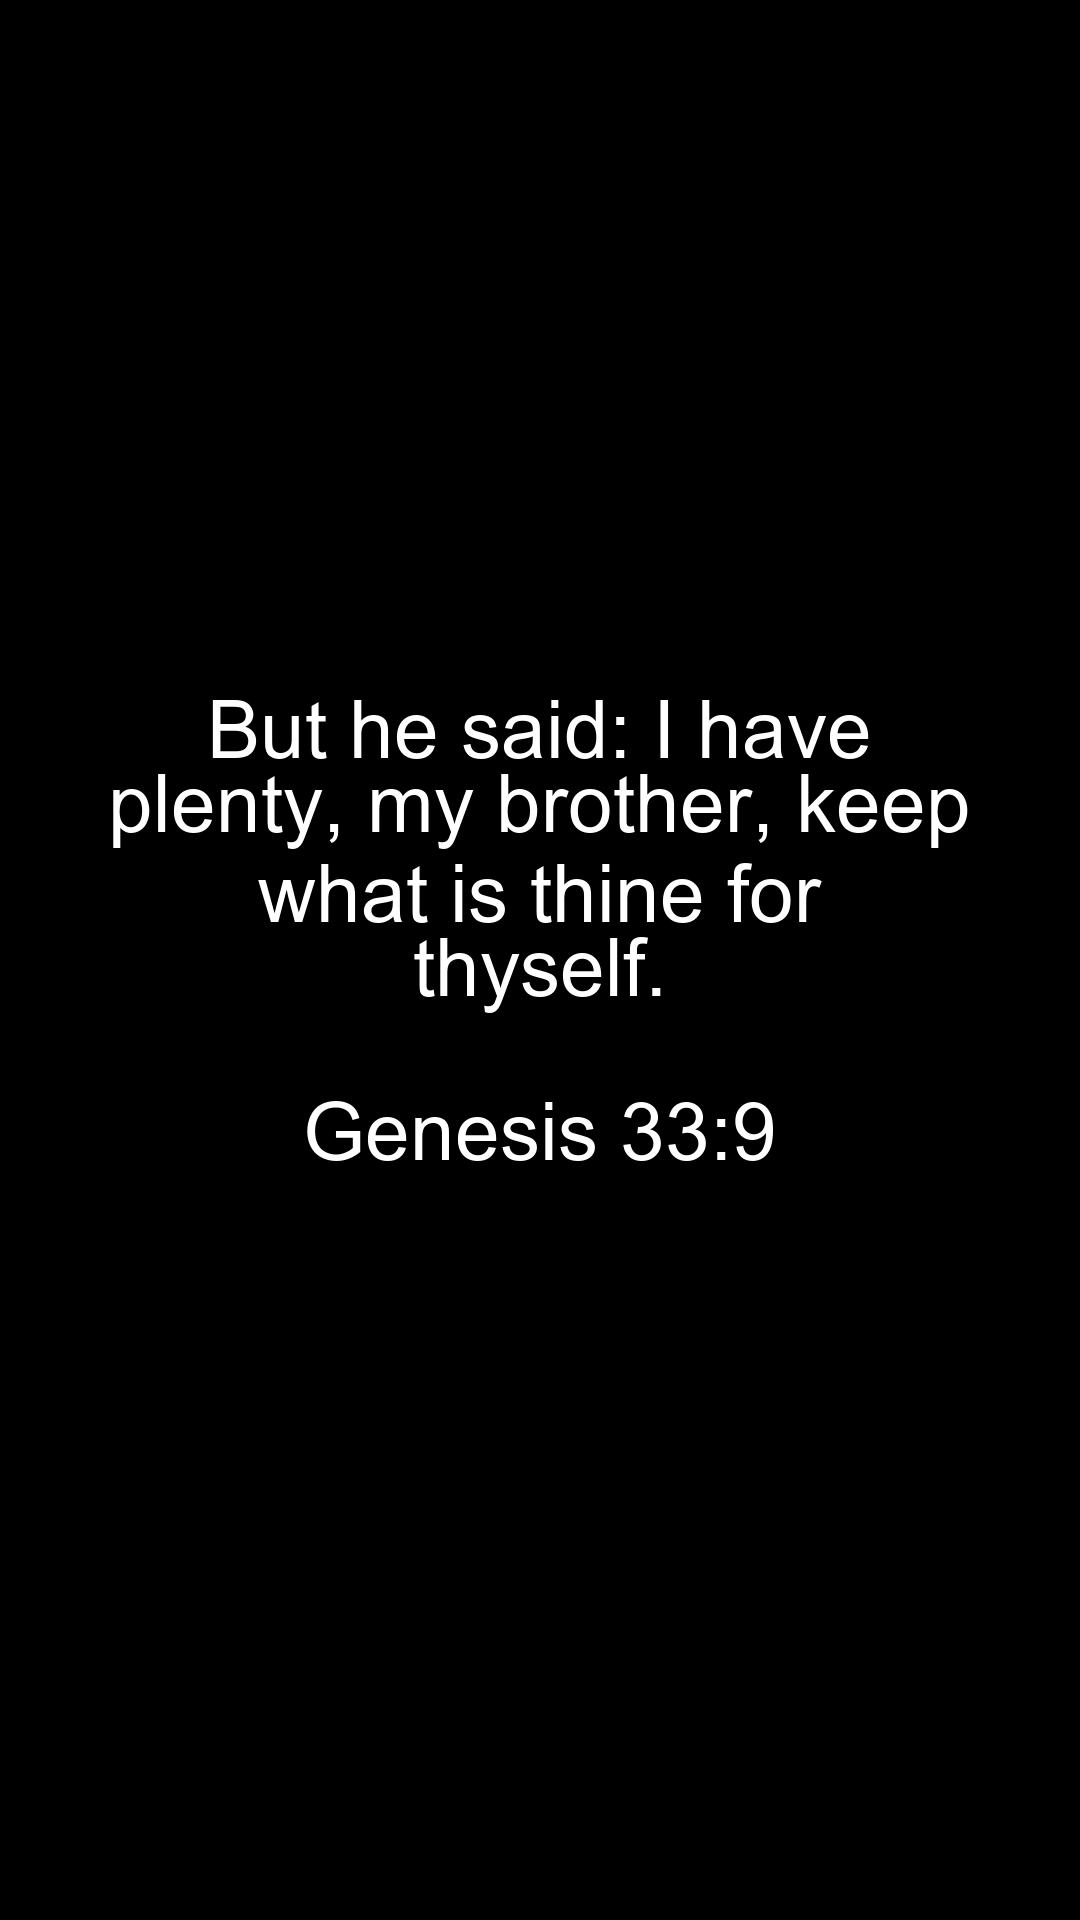 But he said: I have
plenty, my brother, keep
what is thine for
thyself.
Genesis 33:9